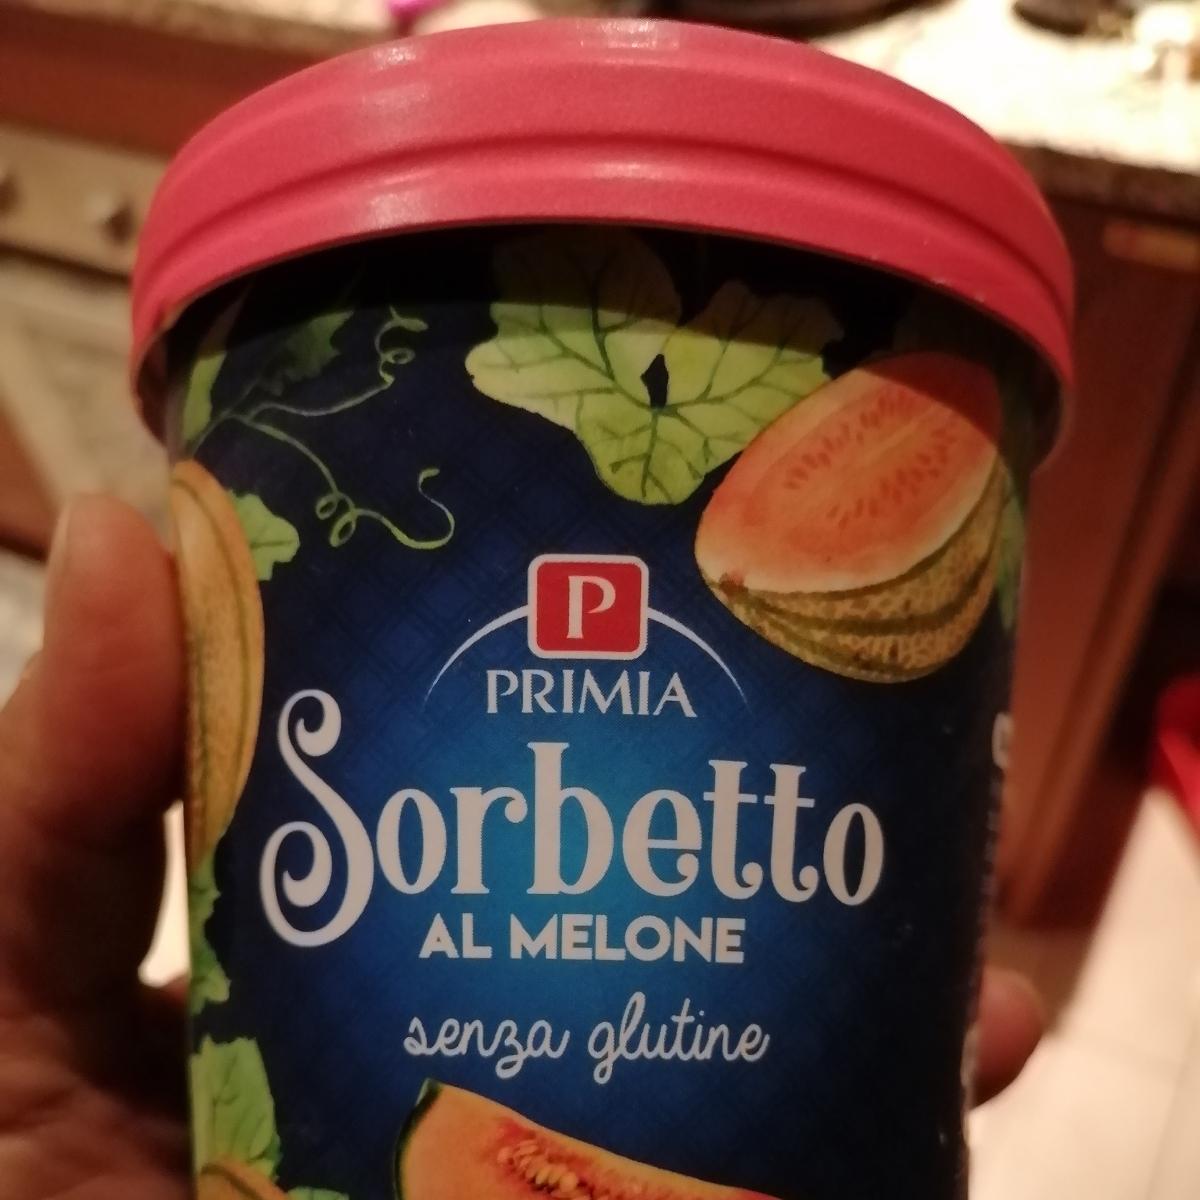 P
PRIMIA
Sorbetto
AL MELONE
senza glutine